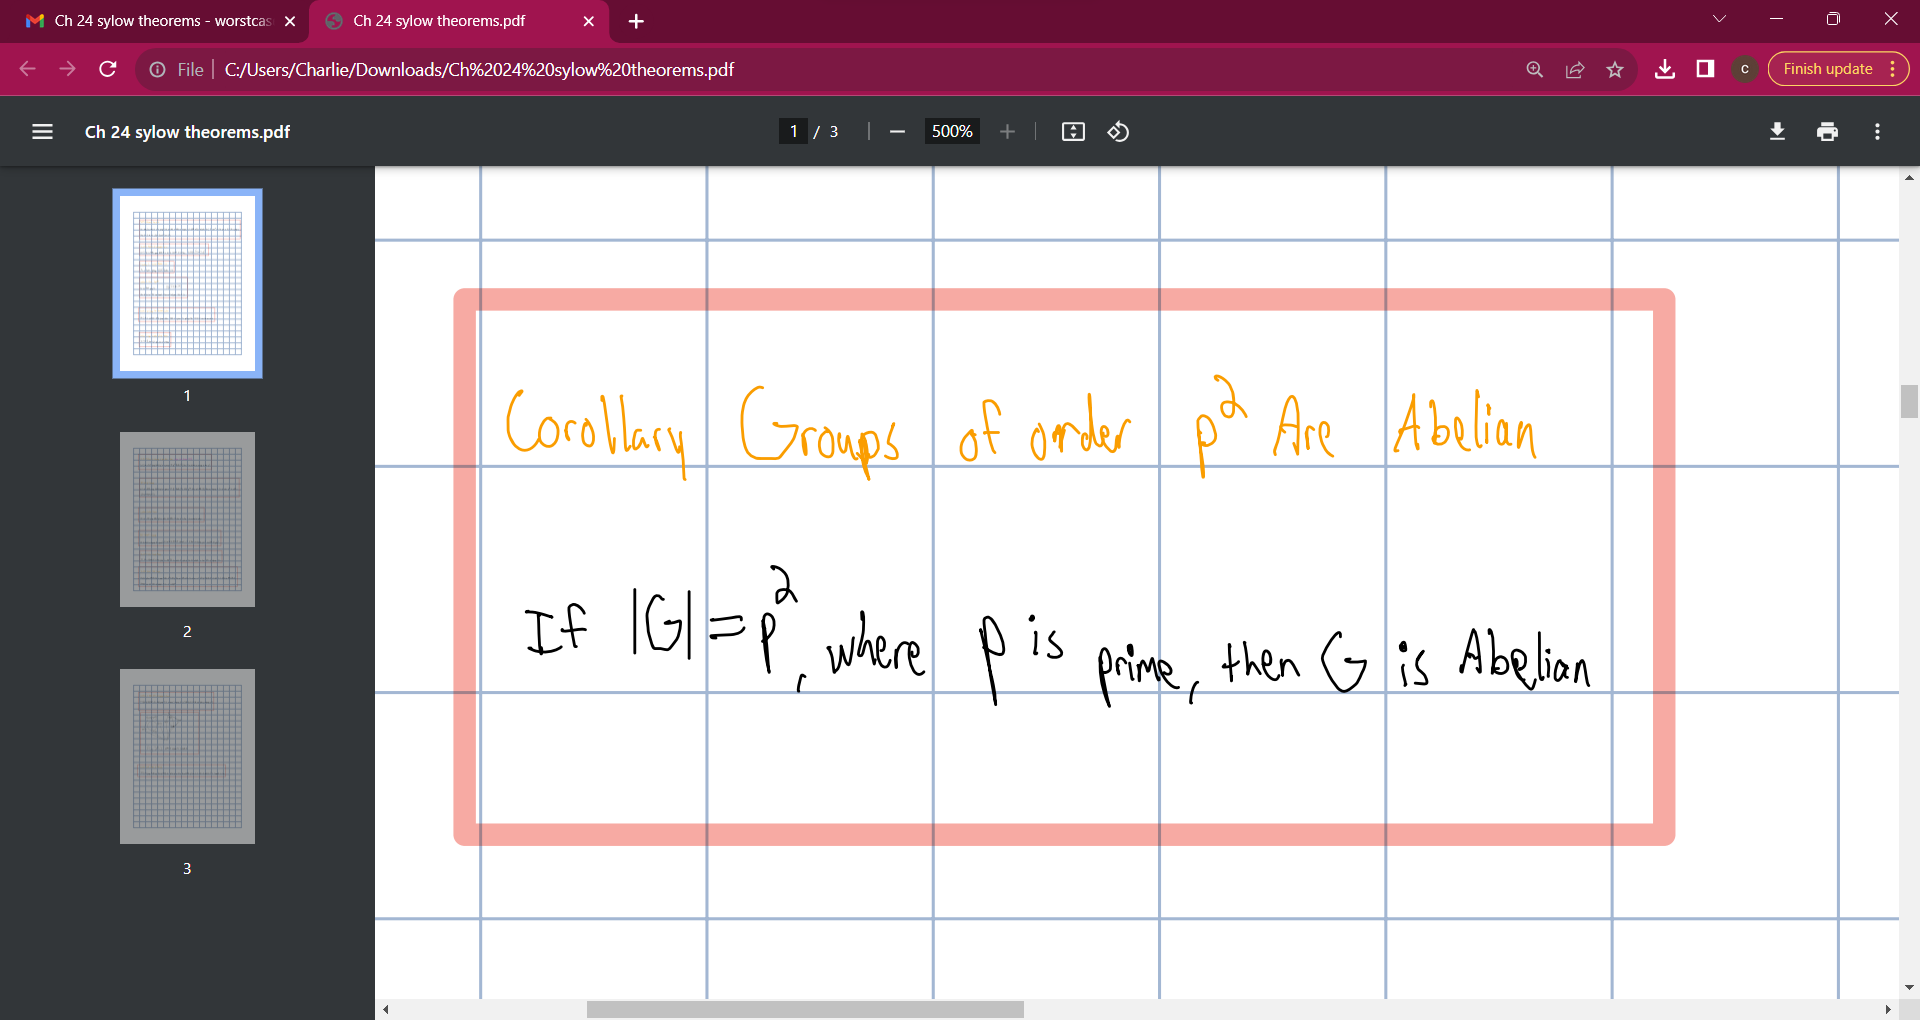 Ch 24 sylow theorems - worstcas
Ch 24 sylow theorems.pdf
File
C:/Users/Charlie/Downloads/Ch%2024%20sylow%20theorems.pdf
C
Finish update
Ch 24 sylow theorems.pdf
1 / 3
500%
1
2
3
Corollary Groups of order p² Are Abelian
If |G|=p², where p is prime, then G is Abelian